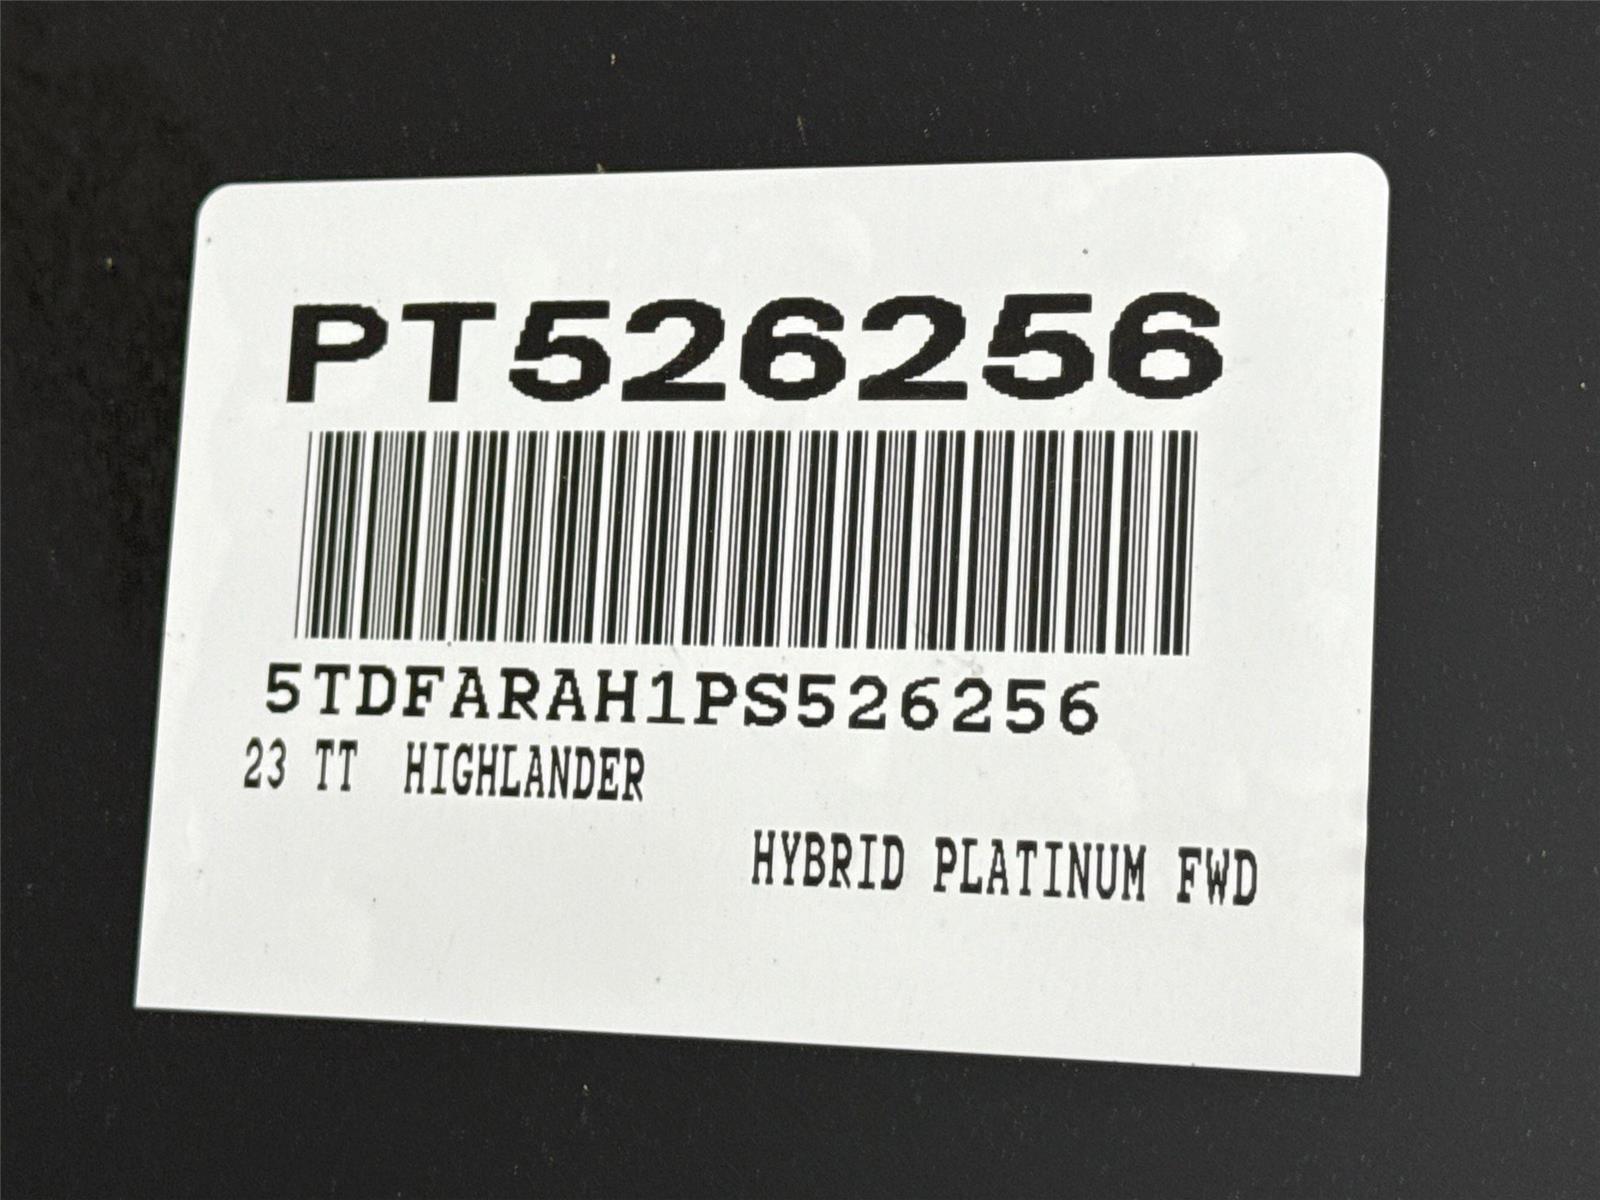 PT526256
5TDFARAH1PS526256
23 TT HIGHLANDER
HYBRID PLATINUM FWD